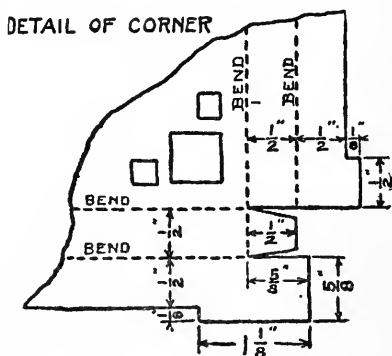 DETAIL OF CORNER
BEND
BEND
1/2"
1/2"
1/8"
1/2"
BEND
1/2"
1/2"
BEND
5/8"
1/2"
5/8"
1/8"
1 1/8"